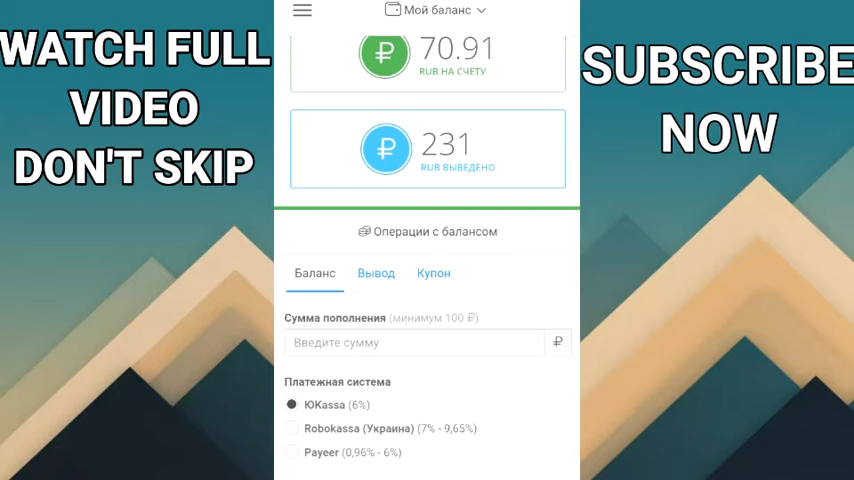 WATCH FULL
VIDEO
DON'T SKIP
Мой баланс
70.91
RUB НА СЧЕТУ
231
RUB ВЫВЕДЕНО
Операции с балансом
Баланс Вывод Купон
Сумма пополнения (минимум 100 ₽)
Введите сумму ₽
Платежная система
ЮKassa (6%)
Robokassa (Украина) (7% - 9,65%)
Payeer (0,96% - 6%)
SUBSCRIBE
NOW